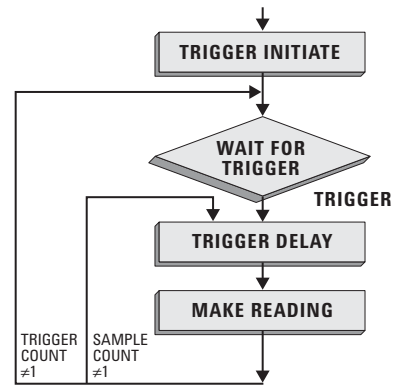 TRIGGER INITIATE
WAIT FOR
TRIGGER
TRIGGER
TRIGGER DELAY
MAKE READING
TRIGGER
COUNT
≠1
SAMPLE
COUNT
≠1